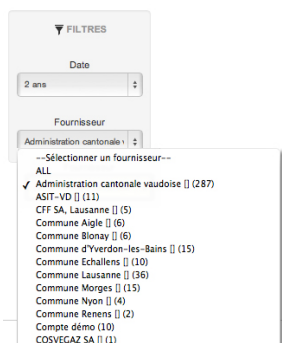 FILTRES
Date
2 ans
Fournisseur
Administration cantonale
--Sélectionner un fournisseur--
ALL
✓ Administration cantonale vaudoise [] (287)
ASIT-VD [] (11)
CFF SA, Lausanne [] (5)
Commune Aigle [] (6)
Commune Blonay [] (6)
Commune d'Yverdon-les-Bains [] (15)
Commune Echallens [] (10)
Commune Lausanne [] (36)
Commune Morges [] (15)
Commune Nyon [] (4)
Commune Renens [] (2)
Compte démo (10)
COSVEGAZ SA [] (1)